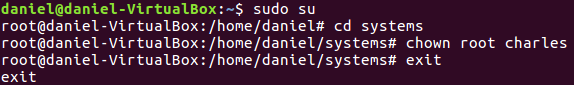 daniel@daniel-VirtualBox:~$ sudo su
root@daniel-VirtualBox:/home/daniel# cd systems
root@daniel-VirtualBox:/home/daniel/systems# chown root charles
root@daniel-VirtualBox:/home/daniel/systems# exit
exit